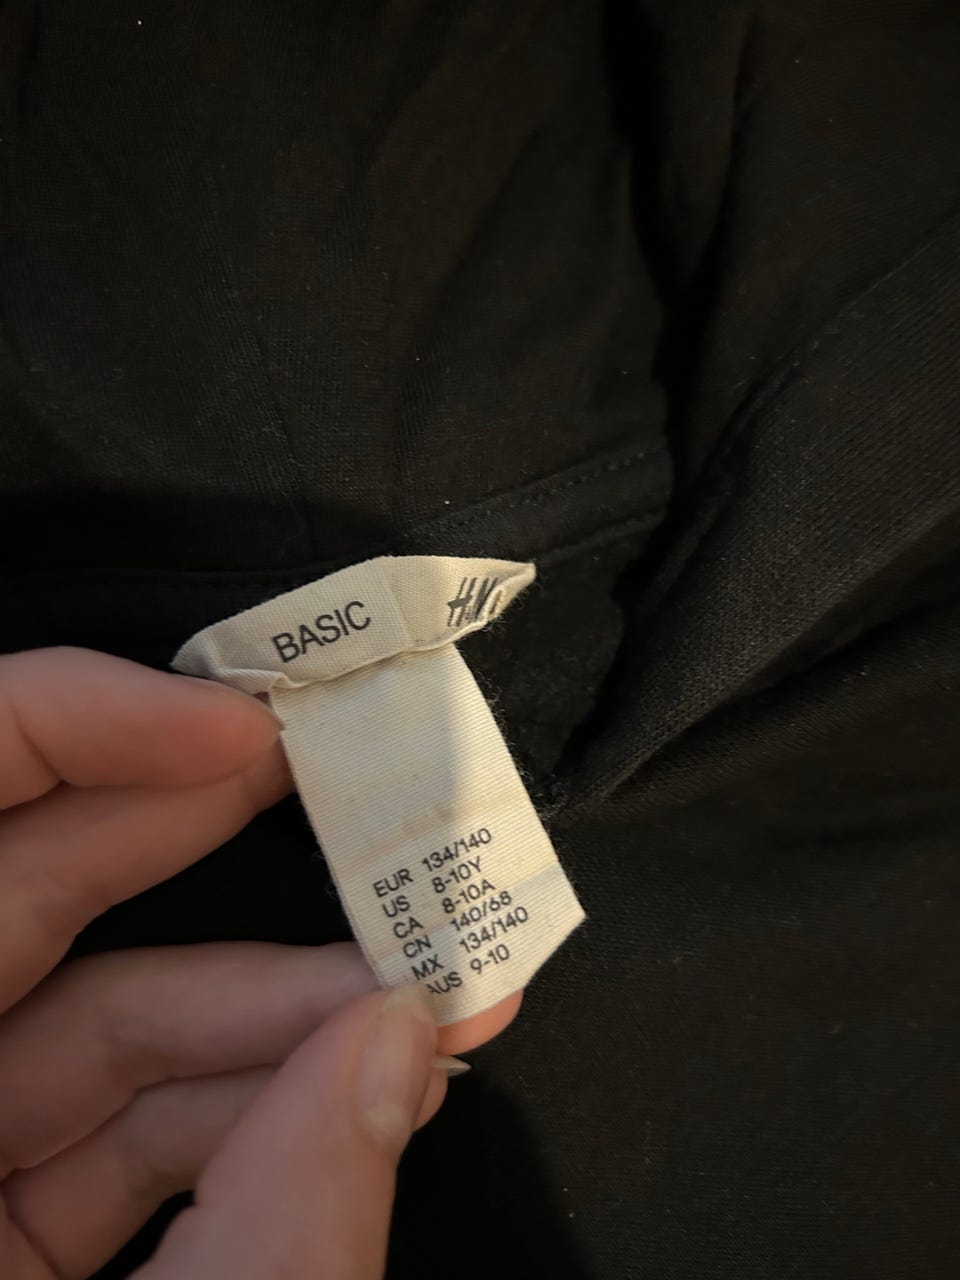 BASIC
H&M
EUR 134/140
US 8-10Y
CA 8-10A
CN 140/68
MX 134/140
AUS 9-10